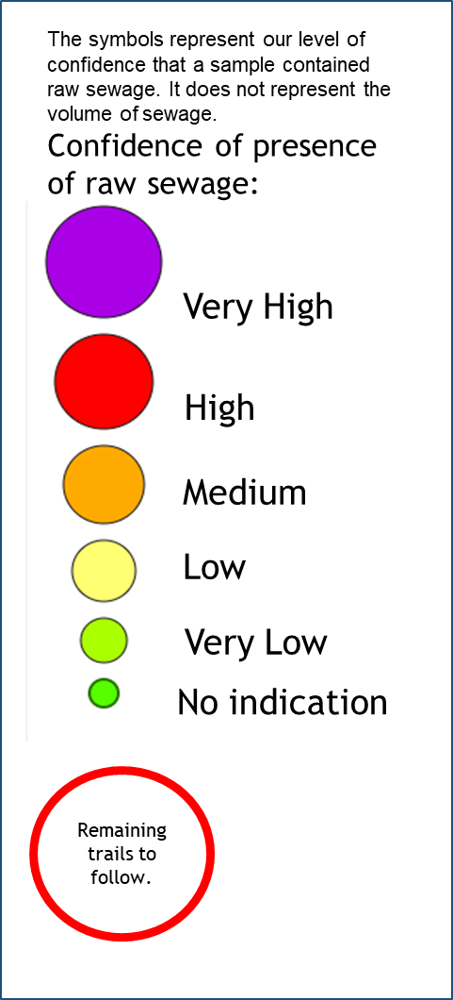 The symbols represent our level of
confidence that a sample contained
raw sewage. It does not represent the
volume of sewage.
Confidence of presence
of raw sewage:
Very High
High
Medium
Low
Very Low
No indication
Remaining
trails to
follow.